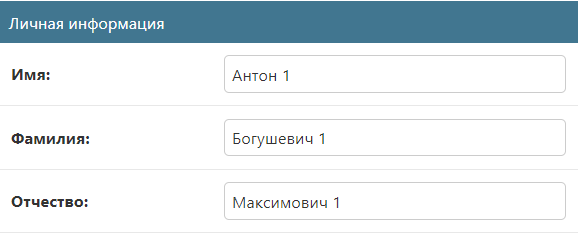 Личная информация
Имя: Антон 1
Фамилия: Богушевич 1
Отчество: Максимович 1